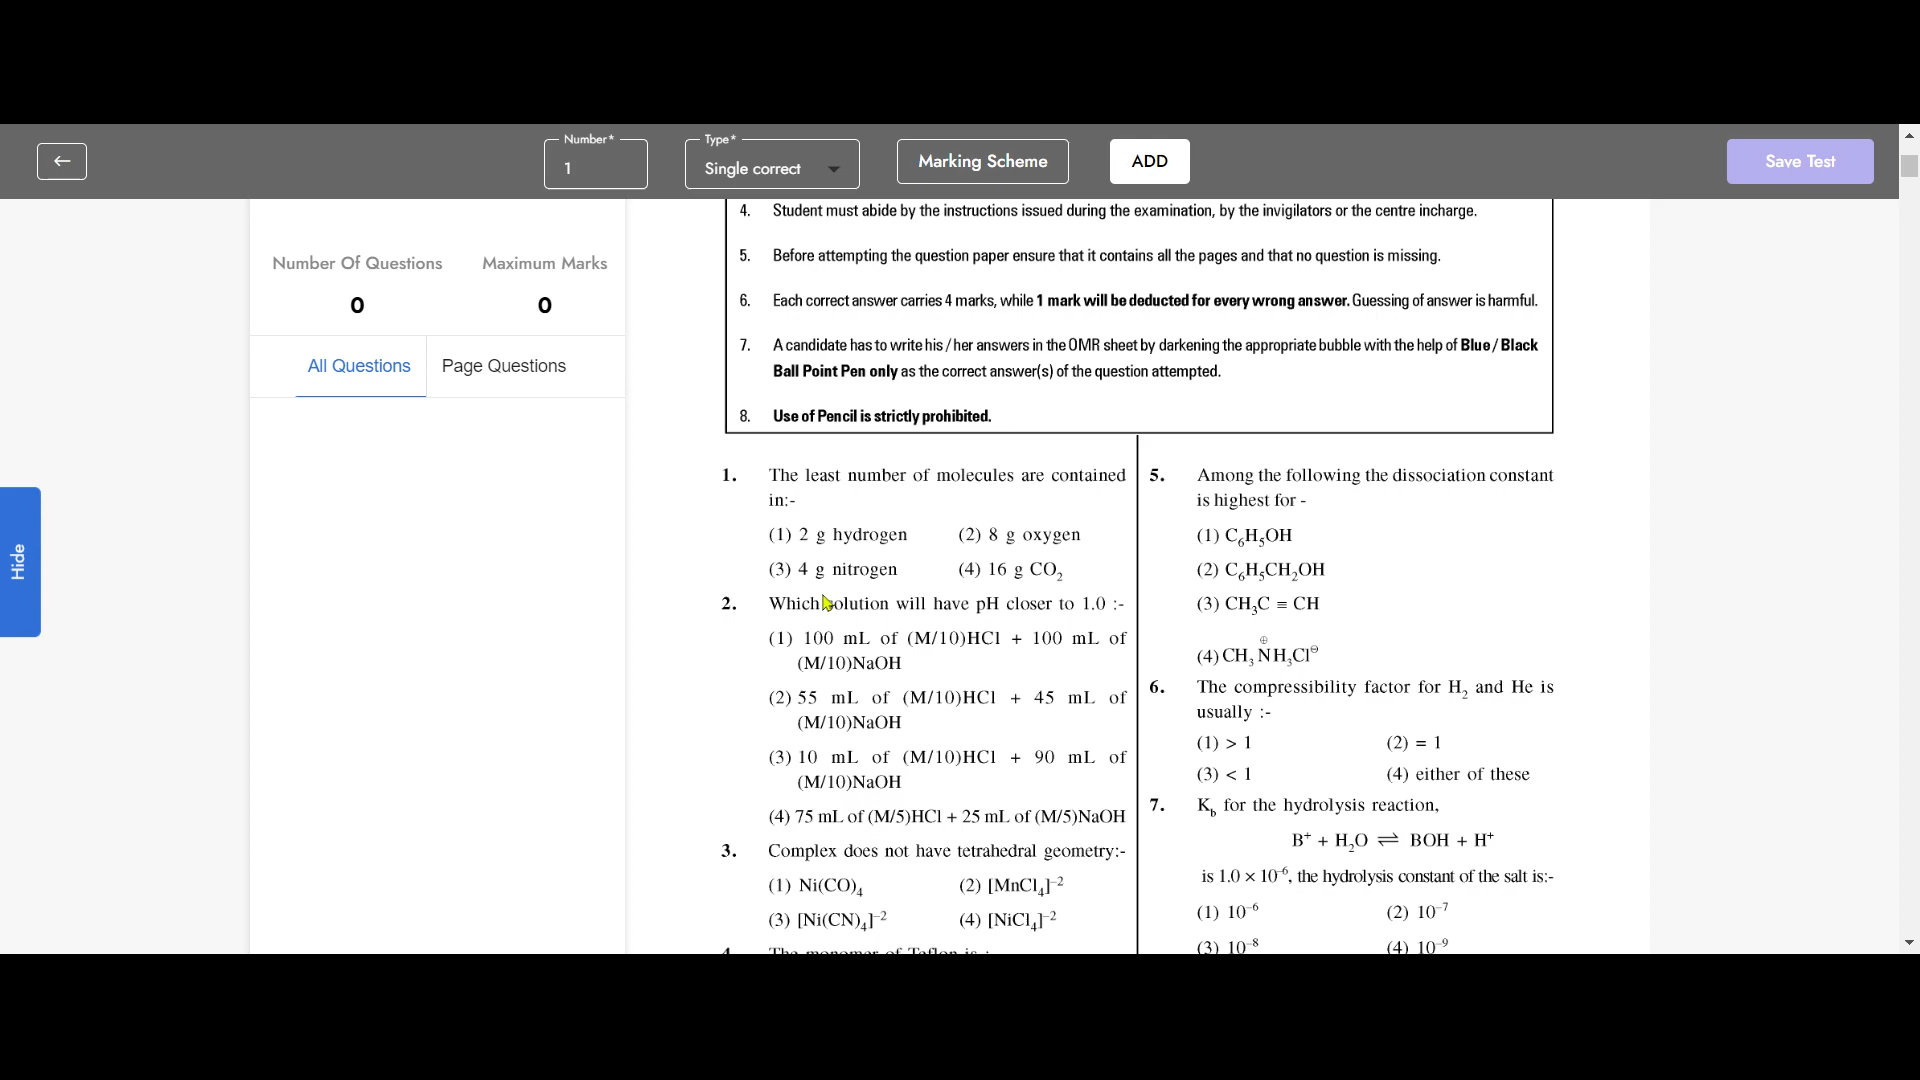 Number*
1
Type*
Single correct
Marking Scheme
ADD
Save Test
Number Of Questions
Maximum Marks
0
0
All Questions
Page Questions
Hide
4. Student must abide by the instructions issued during the examination, by the invigilators or the centre incharge.
5. Before attempting the question paper ensure that it contains all the pages and that no question is missing.
6. Each correct answer carries 4 marks, while 1 mark will be deducted for every wrong answer. Guessing of answer is harmful.
7. A candidate has to write his / her answers in the OMR sheet by darkening the appropriate bubble with the help of Blue / Black
Ball Point Pen only as the correct answer(s) of the question attempted.
8. Use of Pencil is strictly prohibited.
1. The least number of molecules are contained
in:-
(1) 2 g hydrogen (2) 8 g oxygen
(3) 4 g nitrogen (4) 16 g CO₂
2. Which solution will have pH closer to 1.0 :-
(1) 100 mL of (M/10)HCl + 100 mL of
(M/10)NaOH
(2) 55 mL of (M/10)HCl + 45 mL of
(M/10)NaOH
(3) 10 mL of (M/10)HCl + 90 mL of
(M/10)NaOH
(4) 75 mL of (M/5)HCl + 25 mL of (M/5)NaOH
3. Complex does not have tetrahedral geometry:-
(1) Ni(CO)₄ (2) [MnCl₄]⁻²
(3) [Ni(CN)₄]⁻² (4) [NiCl₄]⁻²
4. The monomer of Teflon is :
5. Among the following the dissociation constant
is highest for -
(1) C₆H₅OH
(2) C₆H₅CH₂OH
(3) CH₃C ≡ CH
⊕
(4) CH₃ NH₃Cl⊖
6. The compressibility factor for H₂ and He is
usually :-
(1) > 1 (2) = 1
(3) < 1 (4) either of these
7. K_b for the hydrolysis reaction,
B⁺ + H₂O ⇌ BOH + H⁺
is 1.0 × 10⁻⁶, the hydrolysis constant of the salt is:-
(1) 10⁻⁶ (2) 10⁻⁷
(3) 10⁻⁸ (4) 10⁻⁹